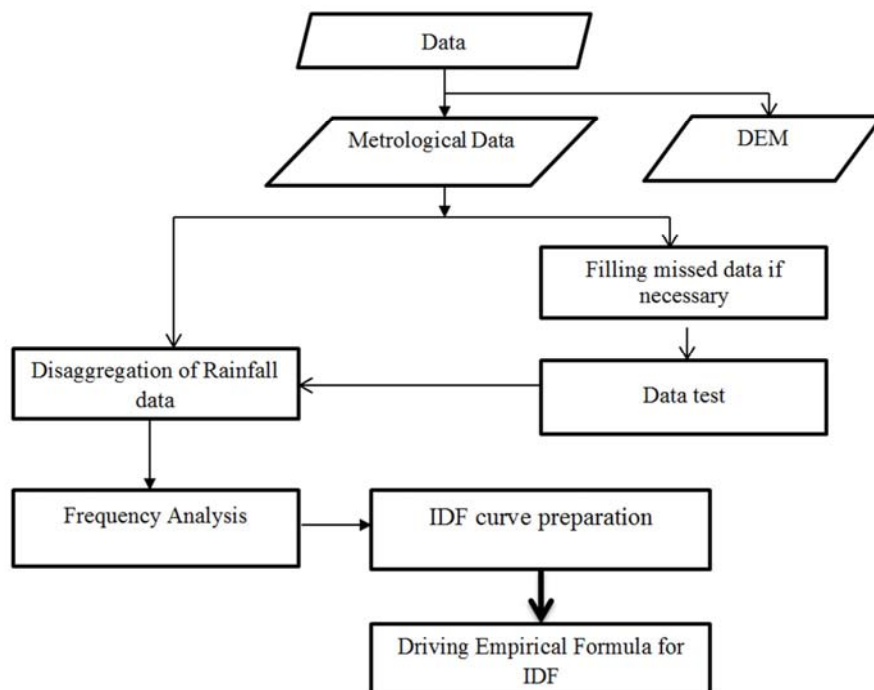 Data
Metrological Data
DEM
Filling missed data if
necessary
Disaggregation of Rainfall
data
Data test
Frequency Analysis
IDF curve preparation
Driving Empirical Formula for
IDF